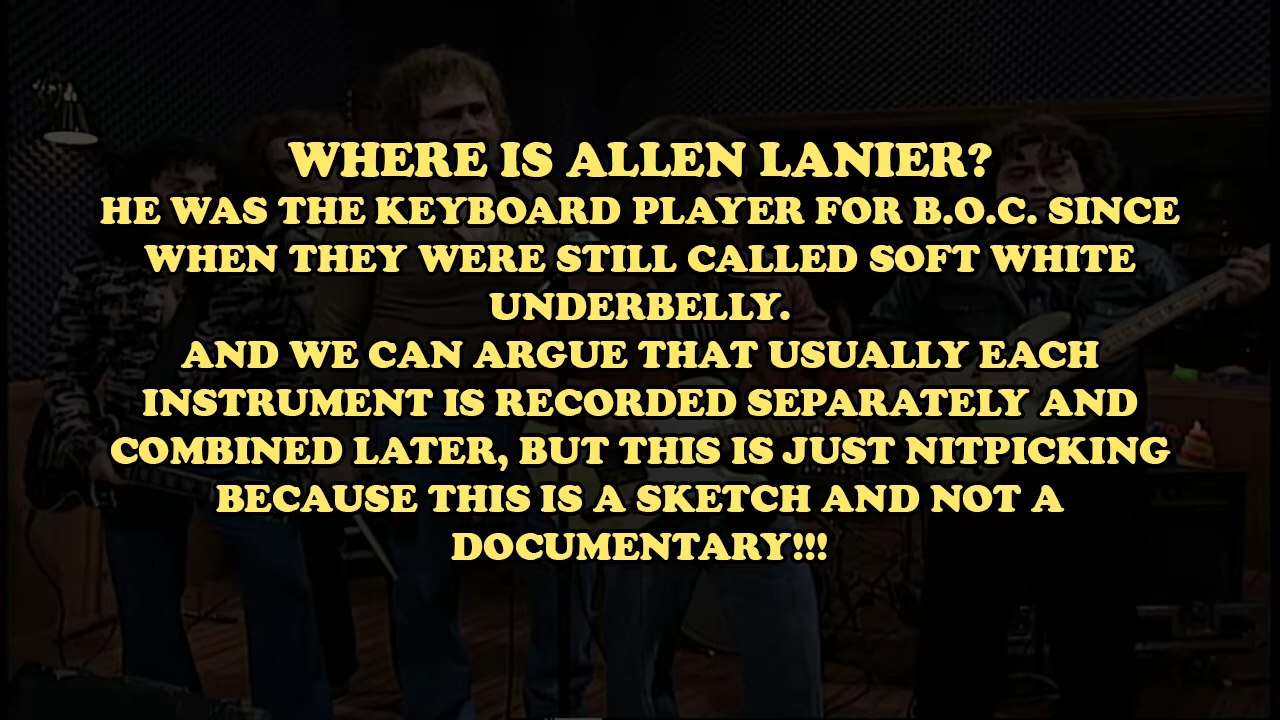 WHERE IS ALLEN LANIER?
HE WAS THE KEYBOARD PLAYER FOR B.O.C. SINCE
WHEN THEY WERE STILL CALLED SOFT WHITE
UNDERBELLY.
AND WE CAN ARGUE THAT USUALLY EACH
INSTRUMENT IS RECORDED SEPARATELY AND
COMBINED LATER, BUT THIS IS JUST NITPICKING
BECAUSE THIS IS A SKETCH AND NOT A
DOCUMENTARY!!!